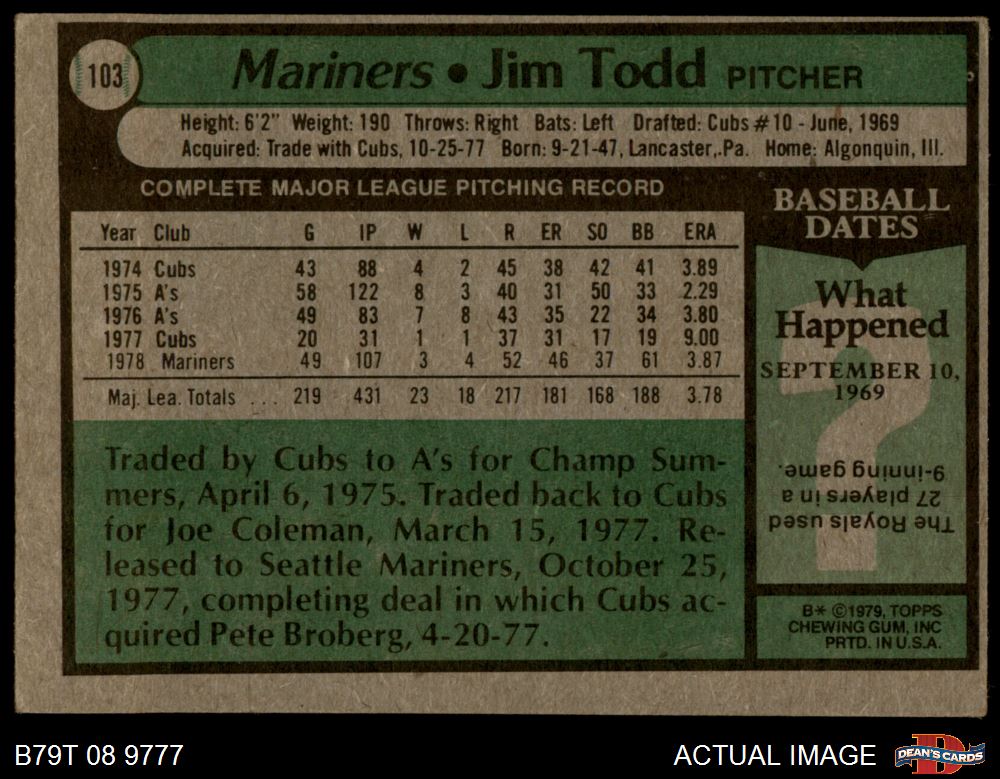 103
Mariners • Jim Todd PITCHER
Height: 6'2" Weight: 190 Throws: Right Bats: Left Drafted: Cubs #10 - June, 1969
Acquired: Trade with Cubs, 10-25-77 Born: 9-21-47, Lancaster, Pa. Home: Algonquin, Ill.
COMPLETE MAJOR LEAGUE PITCHING RECORD
Year Club G IP W L R ER SO BB ERA
1974 Cubs 43 88 4 2 45 38 42 41 3.89
1975 A's 58 122 8 3 40 31 50 33 2.29
1976 A's 49 83 7 8 43 35 22 34 3.80
1977 Cubs 20 31 1 1 37 31 17 19 9.00
1978 Mariners 49 107 3 4 52 46 37 61 3.87
Maj. Lea. Totals ... 219 431 23 18 217 181 168 188 3.78
Traded by Cubs to A's for Champ Sum-
mers, April 6, 1975. Traded back to Cubs
for Joe Coleman, March 15, 1977. Re-
leased to Seattle Mariners, October 25,
1977, completing deal in which Cubs ac-
quired Pete Broberg, 4-20-77.
BASEBALL
DATES
What
Happened
SEPTEMBER 10,
1969
?
The Royals used
27 players in a
9-inning game.
B* ©1979, TOPPS
CHEWING GUM, INC
PRTD. IN U.S.A.
B79T 08 9777
ACTUAL IMAGE
D
DEAN'S CARDS